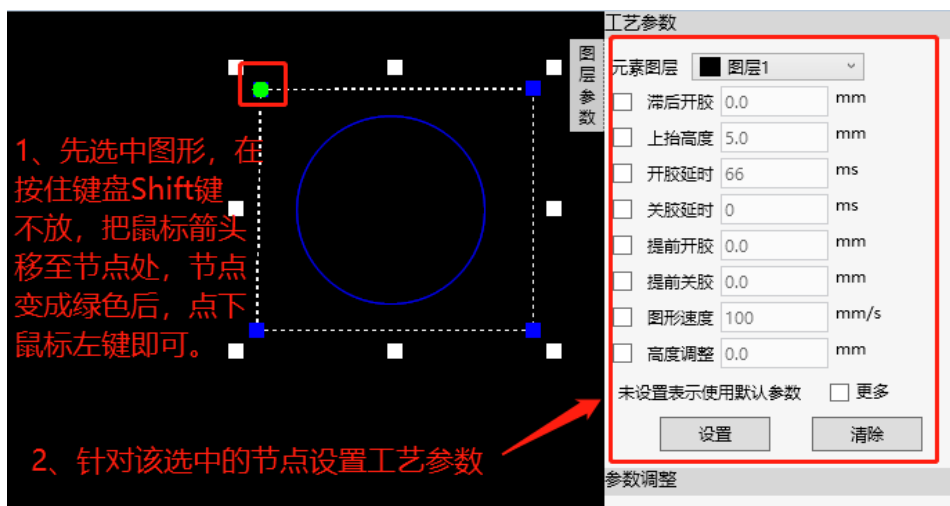 工艺参数
图层参数
元素图层 图层1
滞后开胶 0.0 mm
上抬高度 5.0 mm
开胶延时 66 ms
关胶延时 0 ms
提前开胶 0.0 mm
提前关胶 0.0 mm
图形速度 100 mm/s
高度调整 0.0 mm
未设置表示使用默认参数 更多
设置 清除
参数调整
1、先选中图形，在
按住键盘Shift键
不放，把鼠标箭头
移至节点处，节点
变成绿色后，点下
鼠标左键即可。
2、针对该选中的节点设置工艺参数